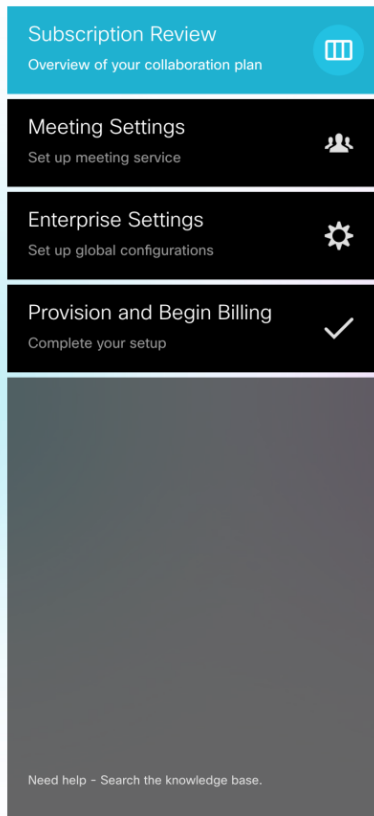 Subscription Review
Overview of your collaboration plan
Meeting Settings
Set up meeting service
Enterprise Settings
Set up global configurations
Provision and Begin Billing
Complete your setup
Need help - Search the knowledge base.